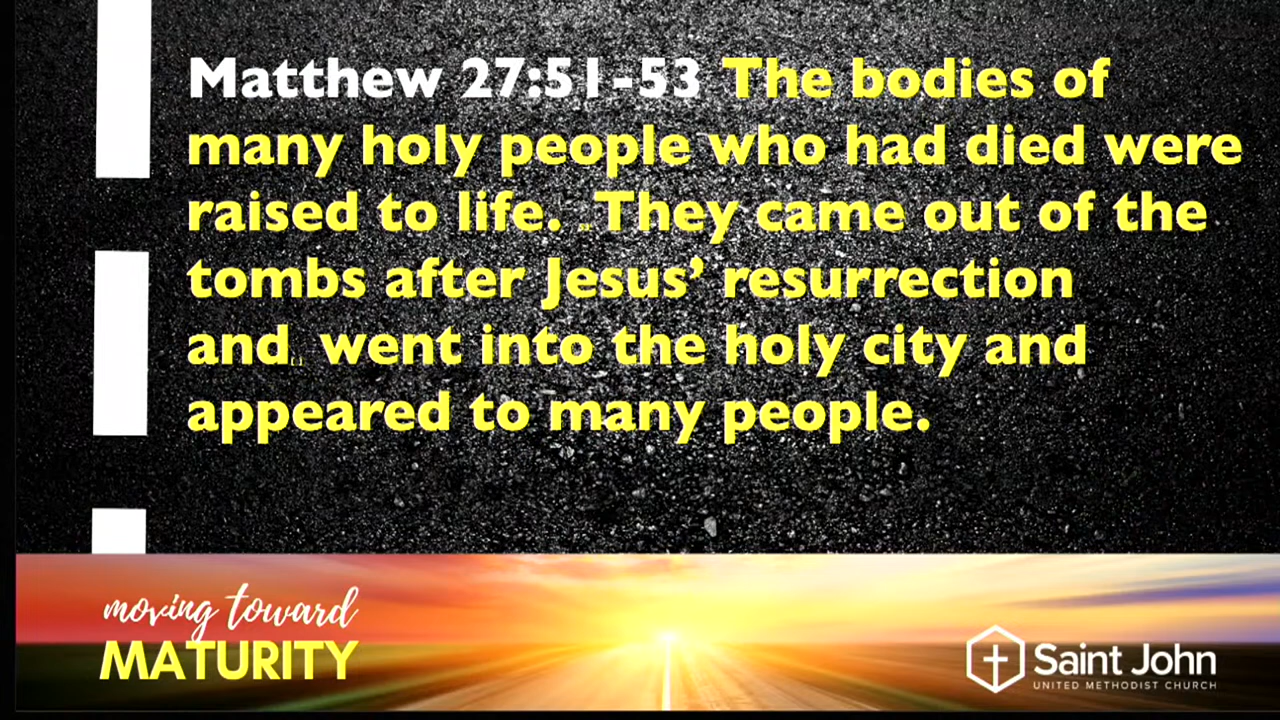 Matthew 27:51-53 The bodies of
many holy people who had died were
raised to life. They came out of the
tombs after Jesus’ resurrection
and went into the holy city and
appeared to many people.
moving toward
MATURITY
Saint John
UNITED METHODIST CHURCH